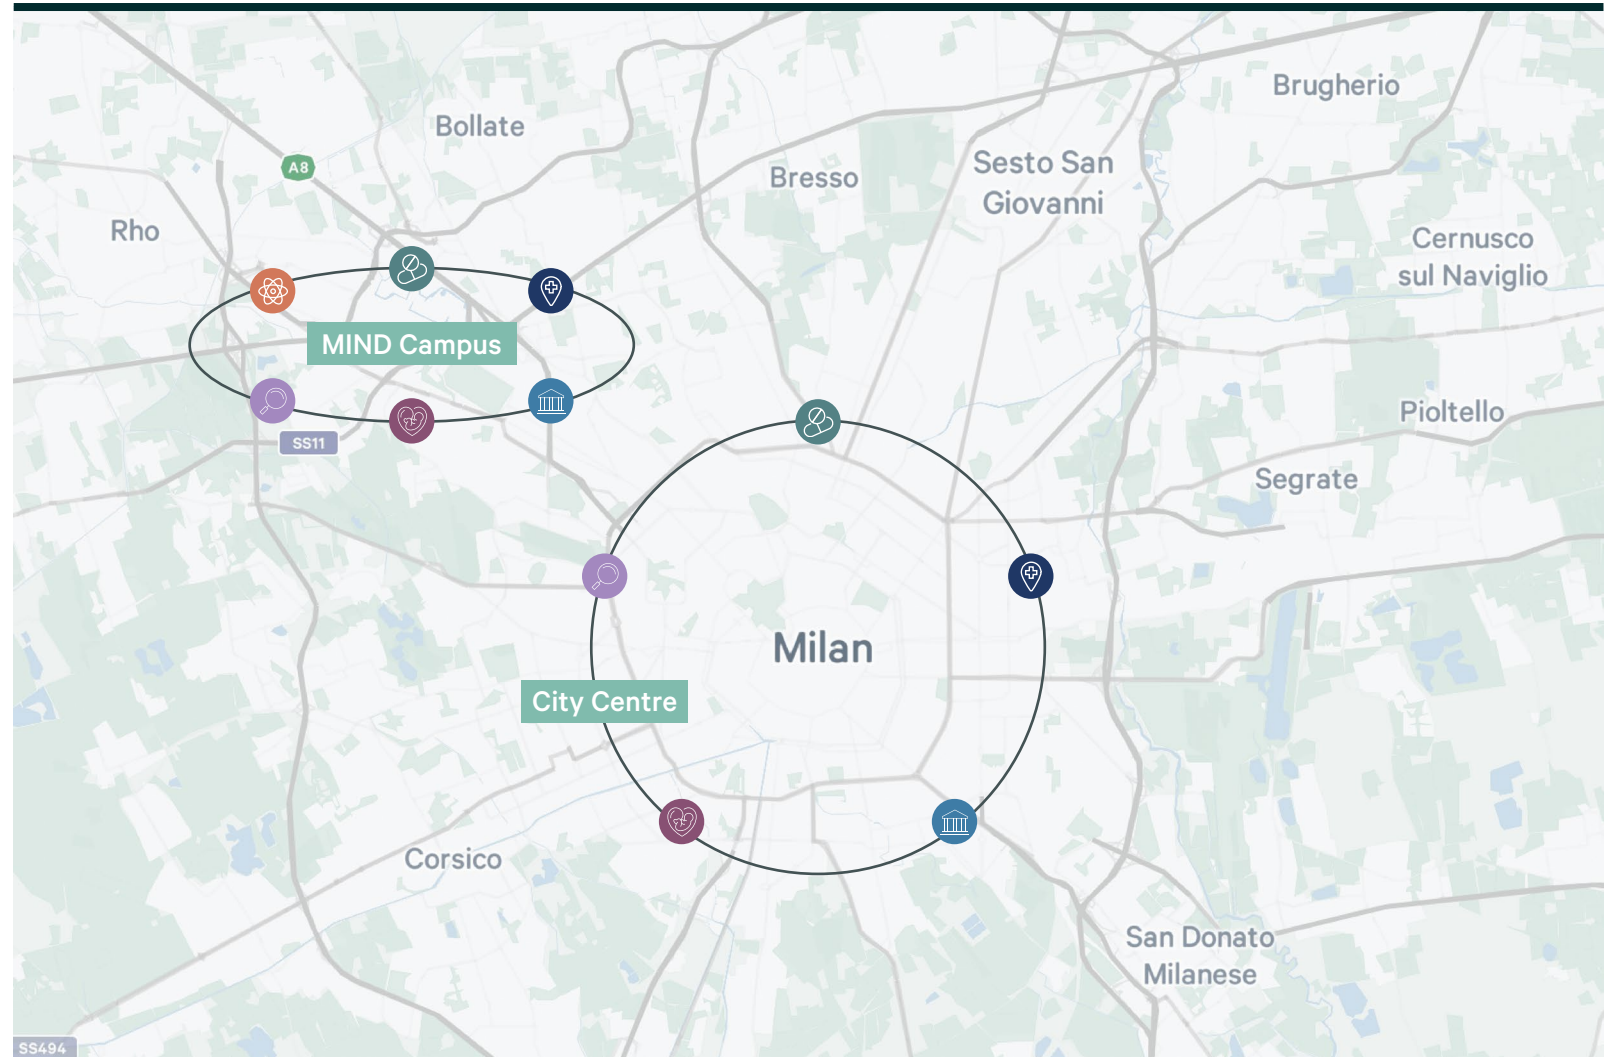 Brugherio
Bollate
Sesto San
Giovanni
A8
Bresso
Rho
Cernusco
sul Naviglio
MIND Campus
Pioltello
SS11
Segrate
Milan
City Centre
Corsico
San Donato
Milanese
SS494